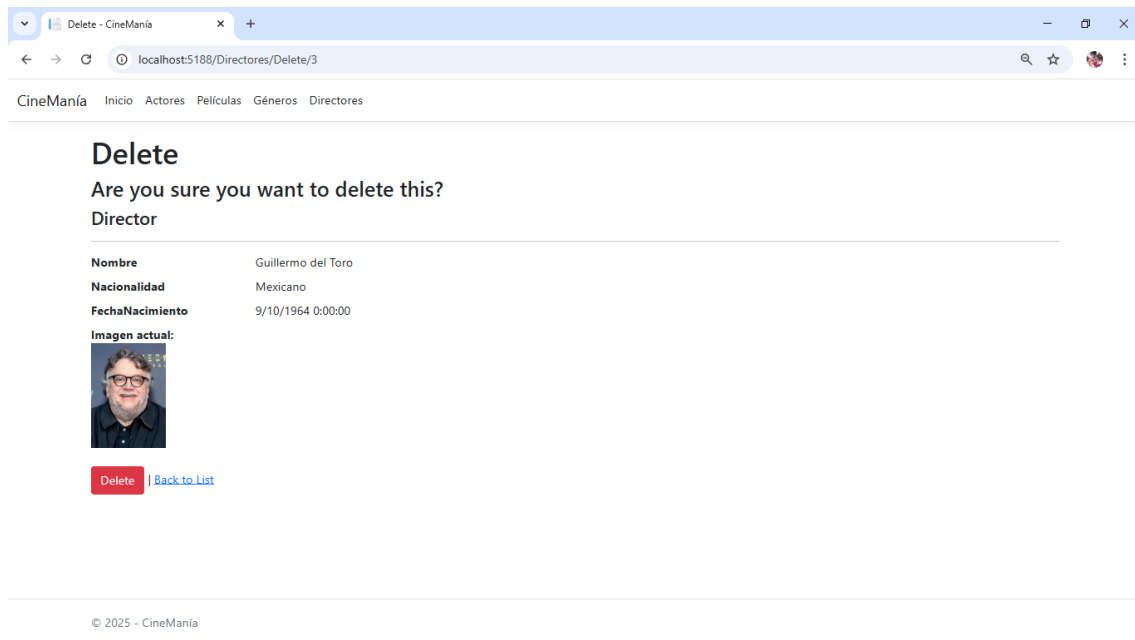 Delete - CineManía
localhost:5188/Directores/Delete/3
CineManía Inicio Actores Películas Géneros Directores
Delete
Are you sure you want to delete this?
Director
Nombre Guillermo del Toro
Nacionalidad Mexicano
FechaNacimiento 9/10/1964 0:00:00
Imagen actual:
Delete | Back to List
© 2025 - CineManía